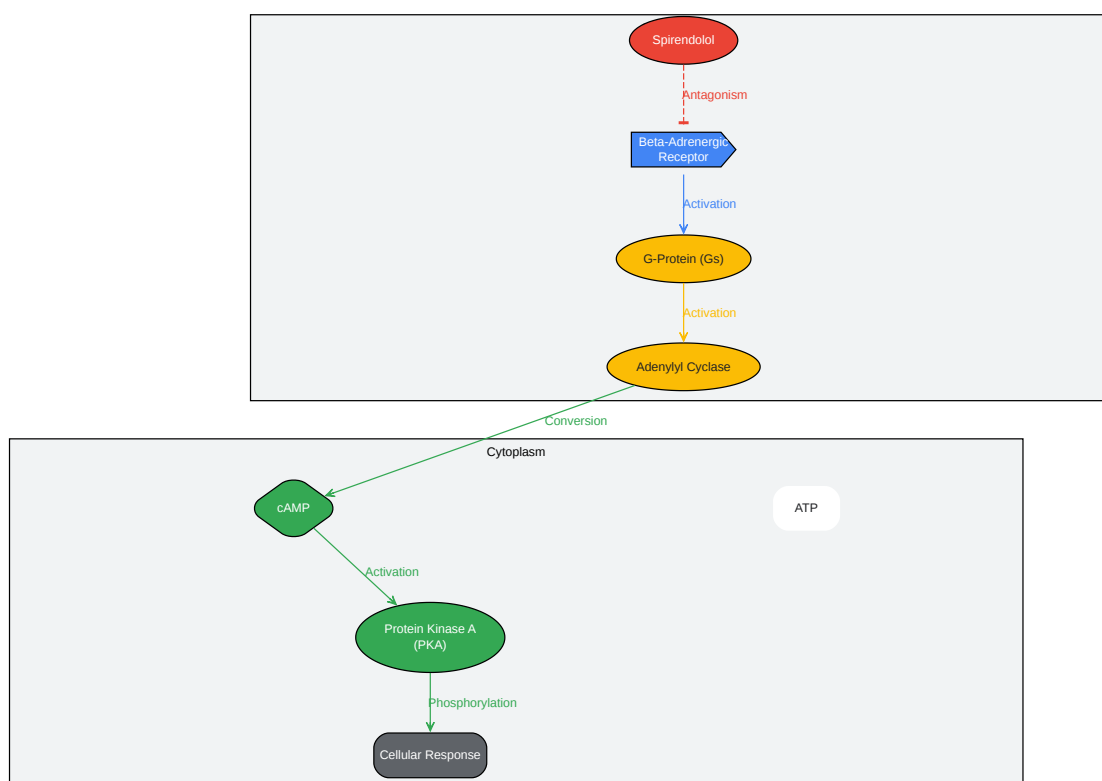 Spirendolol
Antagonism
Beta-Adrenergic
Receptor
Activation
G-Protein (Gs)
Activation
Adenylyl Cyclase
Conversion
Cytoplasm
cAMP
ATP
Activation
Protein Kinase A
(PKA)
Phosphorylation
Cellular Response